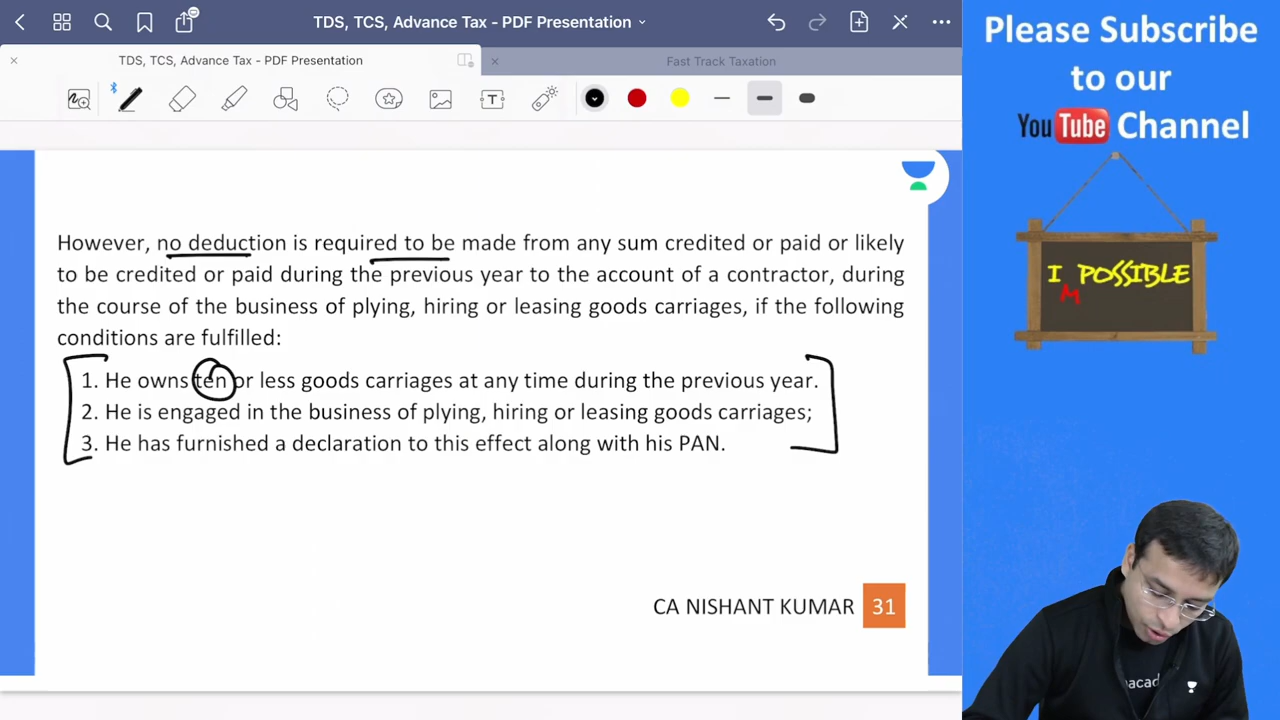 TDS, TCS, Advance Tax - PDF Presentation
TDS, TCS, Advance Tax - PDF Presentation
Fast Track Taxation
T
However, no deduction is required to be made from any sum credited or paid or likely
to be credited or paid during the previous year to the account of a contractor, during
the course of the business of plying, hiring or leasing goods carriages, if the following
conditions are fulfilled:
1. He owns ten or less goods carriages at any time during the previous year.
2. He is engaged in the business of plying, hiring or leasing goods carriages;
3. He has furnished a declaration to this effect along with his PAN.
CA NISHANT KUMAR 31
Please Subscribe
to our
YouTube Channel
I POSSIBLE
M
nacad